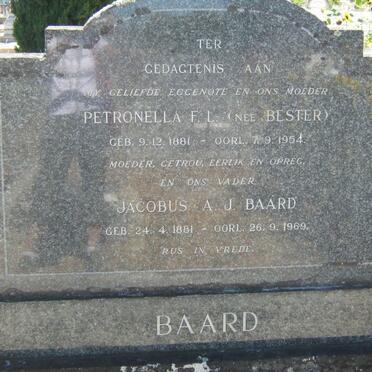 TER
GEDAGTENIS AAN
MY GELIEFDE EGGENOTE EN ONS MOEDER
PETRONELLA F. L. (NEE BESTER)
GEB. 9.12.1881 - OORL. 7.9.1954.
MOEDER, GETROU, EERLIK EN OPREG,
EN ONS VADER
JACOBUS A. J. BAARD
GEB. 24.4.1881 - OORL. 26.9.1969.
RUS IN VREDE.
BAARD